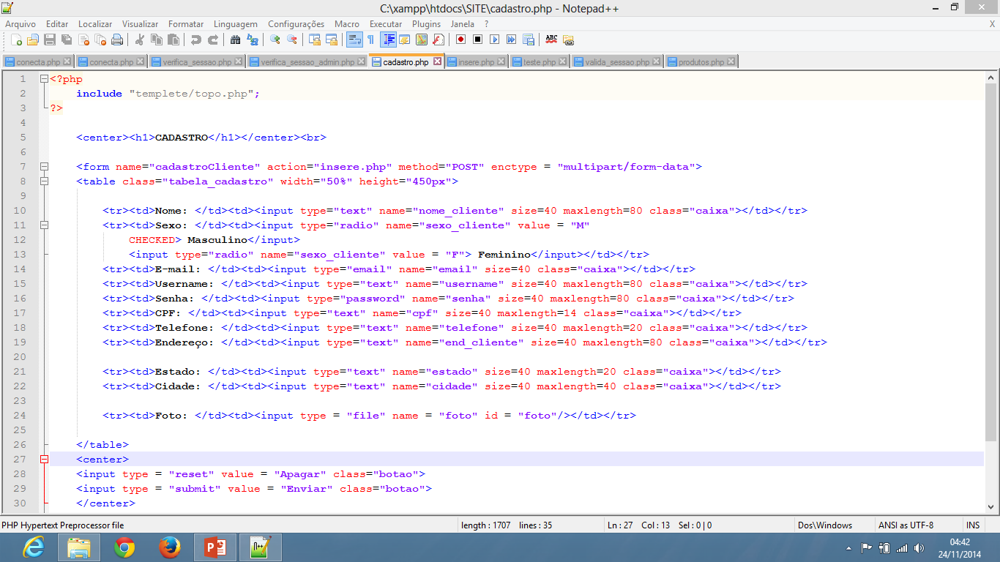 C:\xampp\htdocs\SITE\cadastro.php - Notepad++
Arquivo Editar Localizar Visualizar Formatar Linguagem Configurações Macro Executar Plugins Janela ? X
ABC
conecta.php conecta.php verifica_sessao.php verifica_sessao_admin.php cadastro.php insere.php teste.php valida_sessao.php produtos.php
1 <?php
2 include "templete/topo.php";
3 ?>
4
5 <center><h1>CADASTRO</h1></center><br>
6
7 <form name="cadastroCliente" action="insere.php" method="POST" enctype = "multipart/form-data">
8 <table class="tabela_cadastro" width="50%" height="450px">
9
10 <tr><td>Nome: </td><td><input type="text" name="nome_cliente" size=40 maxlength=80 class="caixa"></td></tr>
11 <tr><td>Sexo: </td><td><input type="radio" name="sexo_cliente" value = "M"
12 CHECKED> Masculino</input>
13 <input type="radio" name="sexo_cliente" value = "F"> Feminino</input></td></tr>
14 <tr><td>E-mail: </td><td><input type="email" name="email" size=40 class="caixa"></td></tr>
15 <tr><td>Username: </td><td><input type="text" name="username" size=40 maxlength=80 class="caixa"></td></tr>
16 <tr><td>Senha: </td><td><input type="password" name="senha" size=40 maxlength=80 class="caixa"></td></tr>
17 <tr><td>CPF: </td><td><input type="text" name="cpf" size=40 maxlength=14 class="caixa"></td></tr>
18 <tr><td>Telefone: </td><td><input type="text" name="telefone" size=40 maxlength=20 class="caixa"></td></tr>
19 <tr><td>Endereço: </td><td><input type="text" name="end_cliente" size=40 maxlength=80 class="caixa"></td></tr>
20
21 <tr><td>Estado: </td><td><input type="text" name="estado" size=40 maxlength=20 class="caixa"></td></tr>
22 <tr><td>Cidade: </td><td><input type="text" name="cidade" size=40 maxlength=40 class="caixa"></td></tr>
23
24 <tr><td>Foto: </td><td><input type = "file" name = "foto" id = "foto"/></td></tr>
25
26 </table>
27 <center>
28 <input type = "reset" value = "Apagar" class="botao">
29 <input type = "submit" value = "Enviar" class="botao">
30 </center>
PHP Hypertext Preprocessor file length : 1707 lines : 35 Ln : 27 Col : 13 Sel : 0 | 0 Dos\Windows ANSI as UTF-8 INS
04:42
24/11/2014